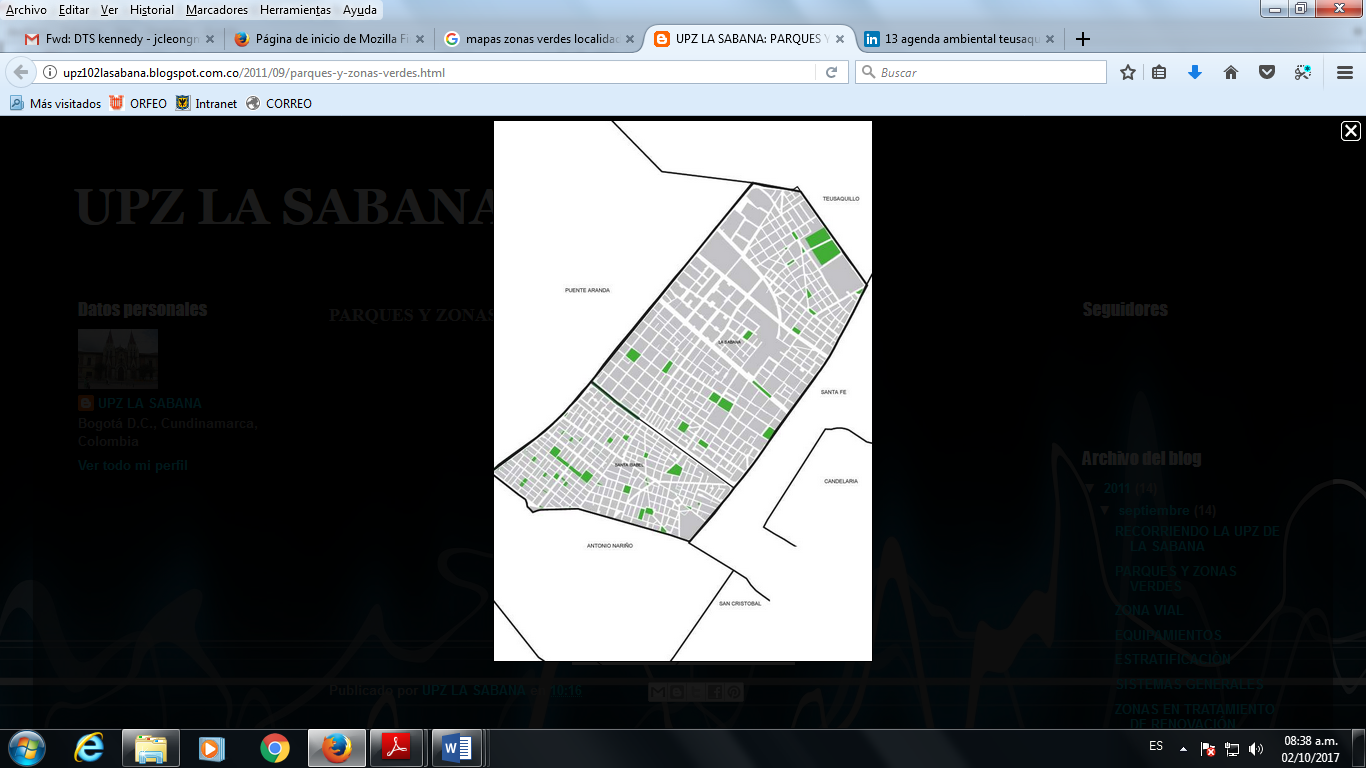 Archivo Editar Ver Historial Marcadores Herramientas Ayuda
Fwd: DTS kennedy - jcleongm
Página de inicio de Mozilla Fi
mapas zonas verdes localidad
UPZ LA SABANA: PARQUES Y
13 agenda ambiental teusaqu
upz102lasabana.blogspot.com.co/2011/09/parques-y-zonas-verdes.html
Buscar
Más visitados ORFEO Intranet CORREO
UPZ LA SABANA
TEUSAQUILLO
PUENTE ARANDA
LA SABANA
SANTA FE
SANTA ISABEL
CANDELARIA
ANTONIO NARIÑO
SAN CRISTOBAL
Datos personales
UPZ LA SABANA
Bogotá D.C., Cundinamarca,
Colombia
Ver todo mi perfil
PARQUES Y ZONAS
Publicado por UPZ LA SABANA en 10:16
Seguidores
Archivo del blog
▼ 2011 (14)
▼ septiembre (14)
RECORRIENDO LA UPZ DE
LA SABANA
PARQUES Y ZONAS
VERDES
ZONA VIAL
EQUIPAMIENTOS
ESTRATIFICACIÓN
SISTEMAS GENERALES
ZONAS EN TRATAMIENTO
DE RENOVACIÓN
ES
08:38 a.m.
02/10/2017